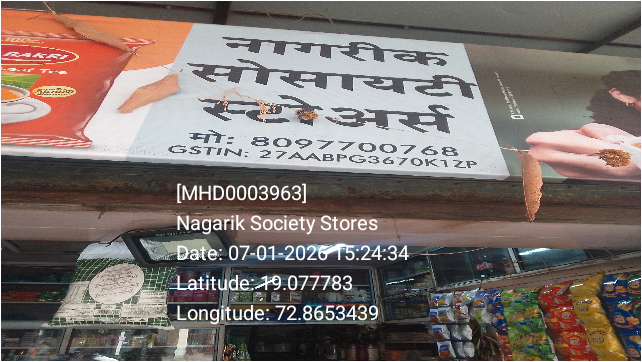 BAKRI
नागरीक
सोसायटी
स्टोअर्स
मो: 8097700768
GSTIN: 27AABPG3670K1ZP
[MHD0003963]
Nagarik Society Stores
Date: 07-01-2026 15:24:34
Latitude: 19.077783
Longitude: 72.8653439